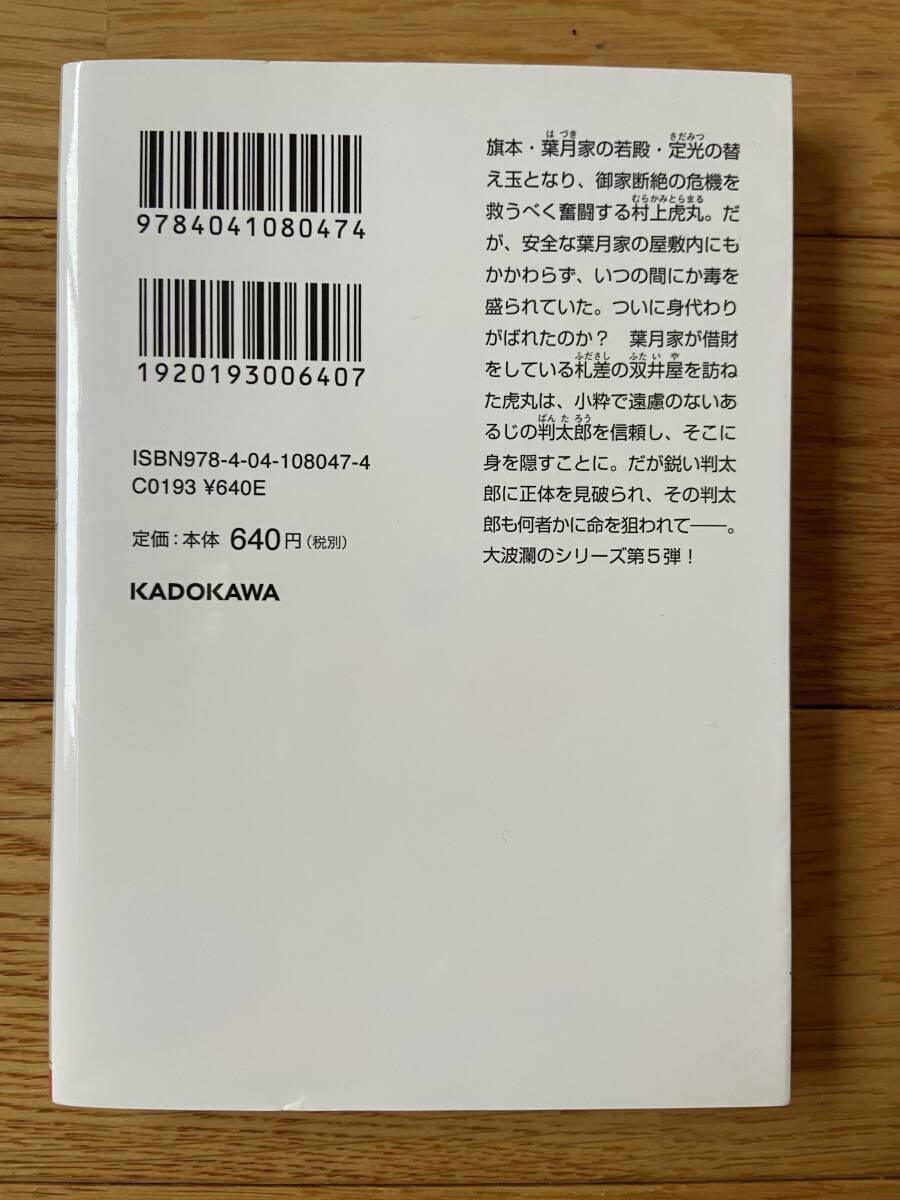 9784041080474
1920193006407
ISBN978-4-04-108047-4
C0193 ¥640E
定価：本体 640円（税別）
KADOKAWA
旗本・葉月家の若殿・定光の替
え玉となり、御家断絶の危機を
救うべく奮闘する村上虎丸。だ
が、安全な葉月家の屋敷内にも
かかわらず、いつの間にか毒を
盛られていた。ついに身代わり
がばれたのか？　葉月家が借財
をしている札差の双井屋を訪ね
た虎丸は、小粋で遠慮のないあ
るじの判太郎を信頼し、そこに
身を隠すことに。だが鋭い判太
郎に正体を見破られ、その判太
郎も何者かに命を狙われて――。
大波瀾のシリーズ第５弾！